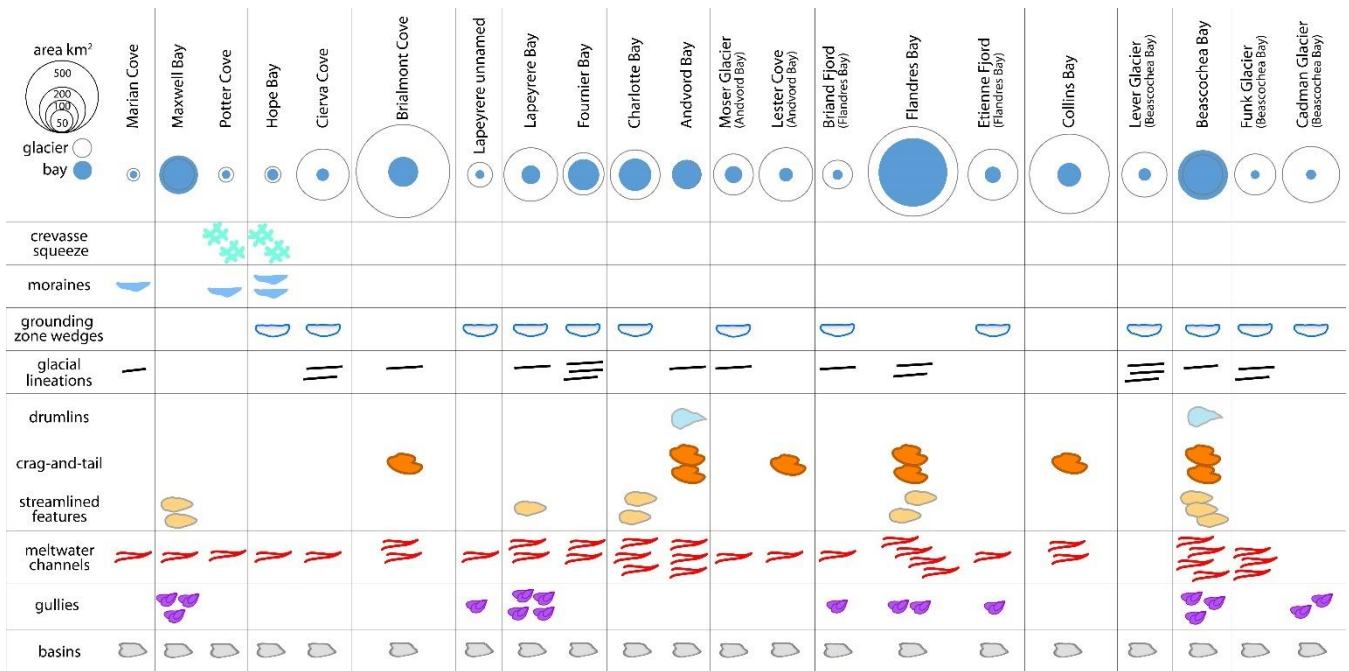 area km²
500
200
100
50
glacier
bay
Marian Cove
Maxwell Bay
Potter Cove
Hope Bay
Cierva Cove
Brialmont Cove
Lapeyrere unnamed
Lapeyrere Bay
Fournier Bay
Charlotte Bay
Andvord Bay
Moser Glacier
(Andvord Bay)
Lester Cove
(Andvord Bay)
Briand Fjord
(Flandres Bay)
Flandres Bay
Etienne Fjord
(Flandres Bay)
Collins Bay
Lever Glacier
(Beascochea Bay)
Beascochea Bay
Funk Glacier
(Beascochea Bay)
Cadman Glacier
(Beascochea Bay)
crevasse
squeeze
moraines
grounding
zone wedges
glacial
lineations
drumlins
crag-and-tail
streamlined
features
meltwater
channels
gullies
basins